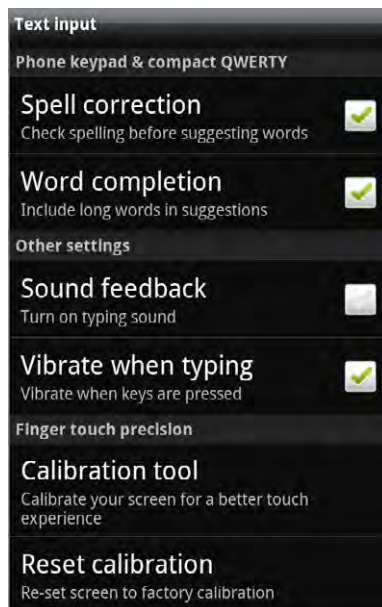 Text input
Phone keypad & compact QWERTY
Spell correction
Check spelling before suggesting words
Word completion
Include long words in suggestions
Other settings
Sound feedback
Turn on typing sound
Vibrate when typing
Vibrate when keys are pressed
Finger touch precision
Calibration tool
Calibrate your screen for a better touch
experience
Reset calibration
Re-set screen to factory calibration